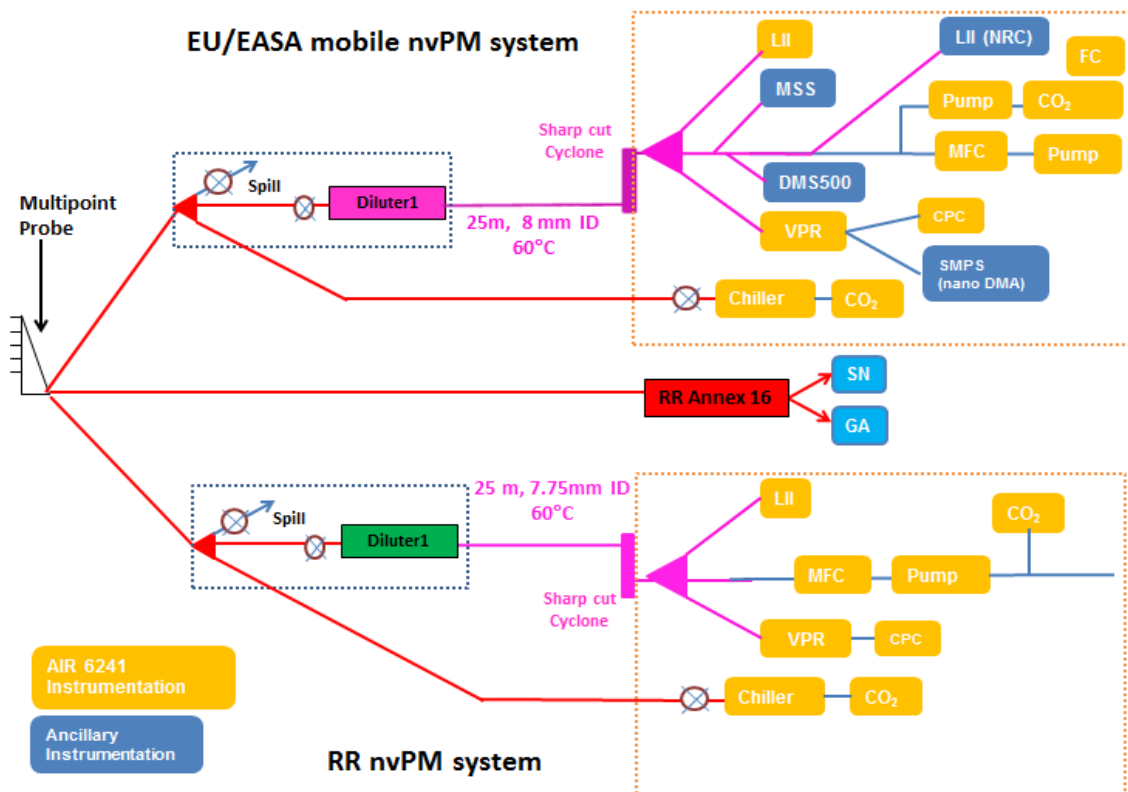 EU/EASA mobile nvPM system
LII
LII (NRC)
FC
MSS
Pump
CO₂
Sharp cut
Cyclone
MFC
Pump
Spill
DMS500
Multipoint
Probe
Diluter1
25m, 8 mm ID
60°C
VPR
CPC
SMPS
(nano DMA)
Chiller
CO₂
RR Annex 16
SN
GA
25 m, 7.75mm ID
60°C
LII
CO₂
Spill
Diluter1
MFC
Pump
Sharp cut
Cyclone
VPR
CPC
AIR 6241
Instrumentation
Chiller
CO₂
Ancillary
Instrumentation
RR nvPM system